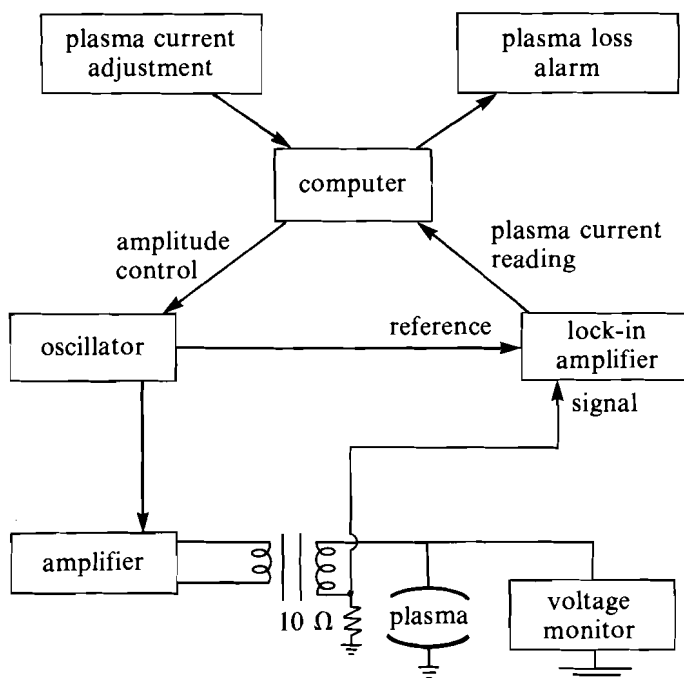 plasma current
adjustment
plasma loss
alarm
computer
amplitude
control
plasma current
reading
oscillator
reference
lock-in
amplifier
signal
amplifier
10 Ω
plasma
voltage
monitor